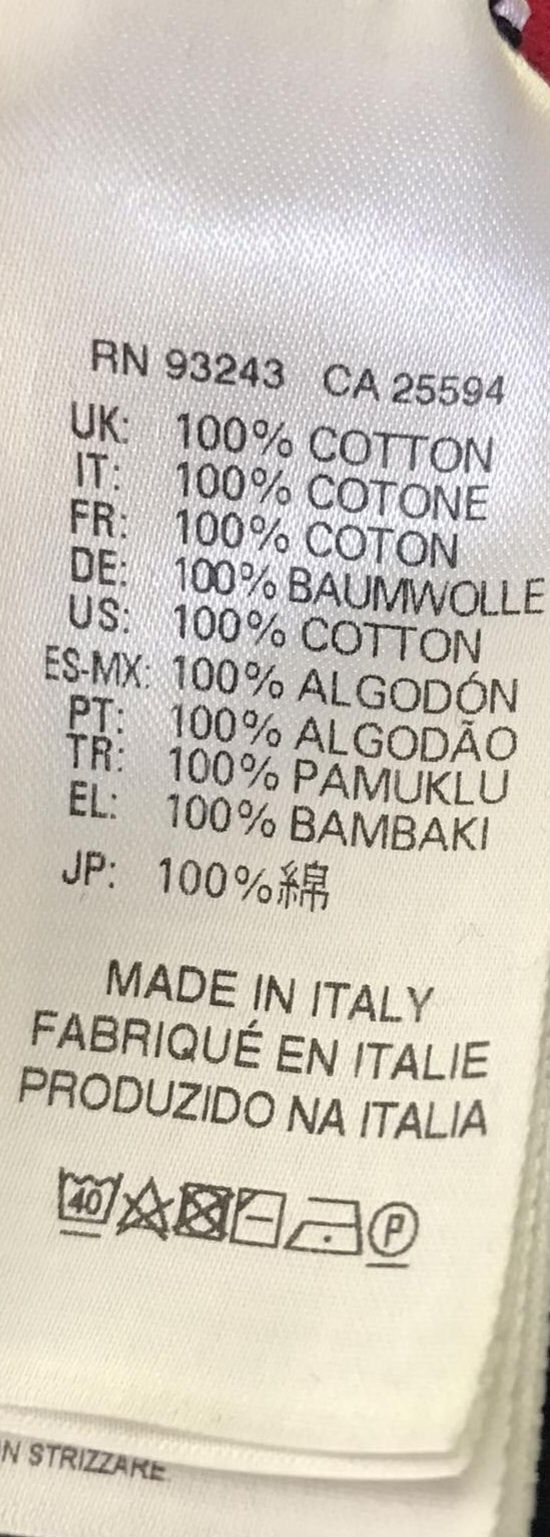 RN 93243 CA 25594
UK: 100% COTTON
IT: 100% COTONE
FR: 100% COTON
DE: 100% BAUMWOLLE
US: 100% COTTON
ES-MX: 100% ALGODÓN
PT: 100% ALGODÃO
TR: 100% PAMUKLU
EL: 100% BAMBAKI
JP: 100%綿
MADE IN ITALY
FABRIQUÉ EN ITALIE
PRODUZIDO NA ITALIA
40 P
STRIZZARE